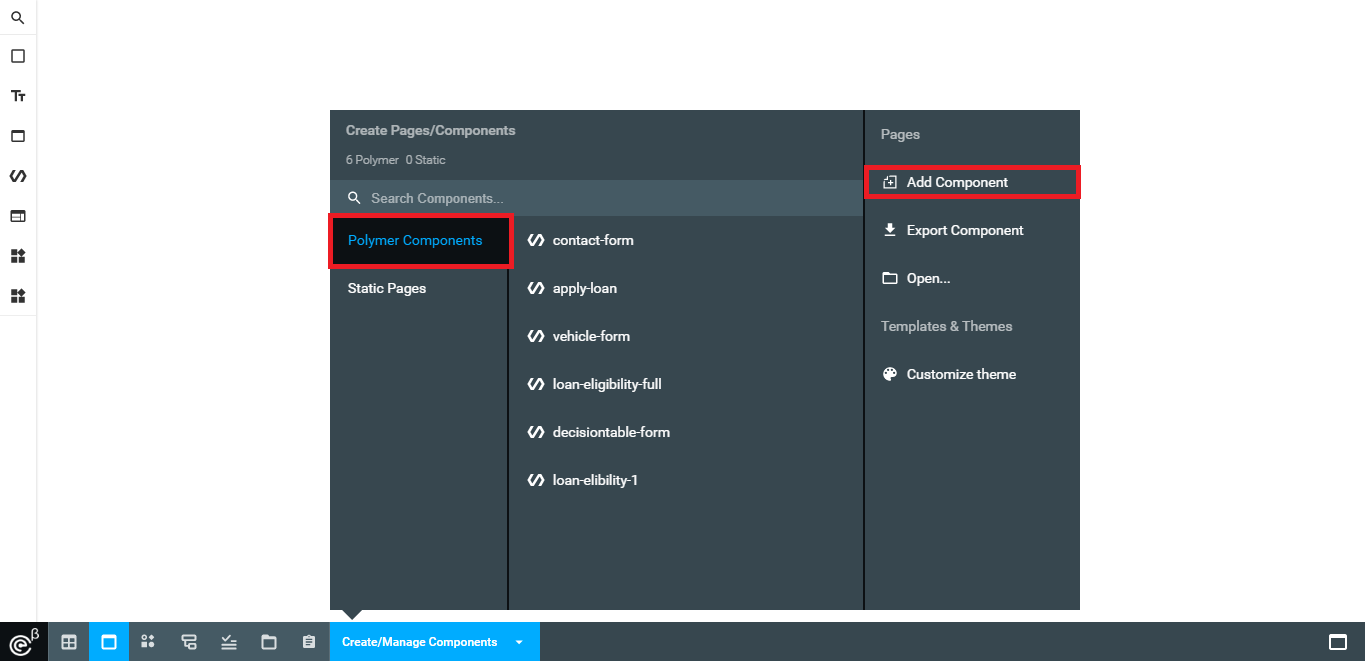 Create Pages/Components
6 Polymer 0 Static
Search Components...
Polymer Components
Static Pages
contact-form
apply-loan
vehicle-form
loan-eligibility-full
decisiontable-form
loan-elibility-1
Pages
Add Component
Export Component
Open...
Templates & Themes
Customize theme
Tт
e β
Create/Manage Components